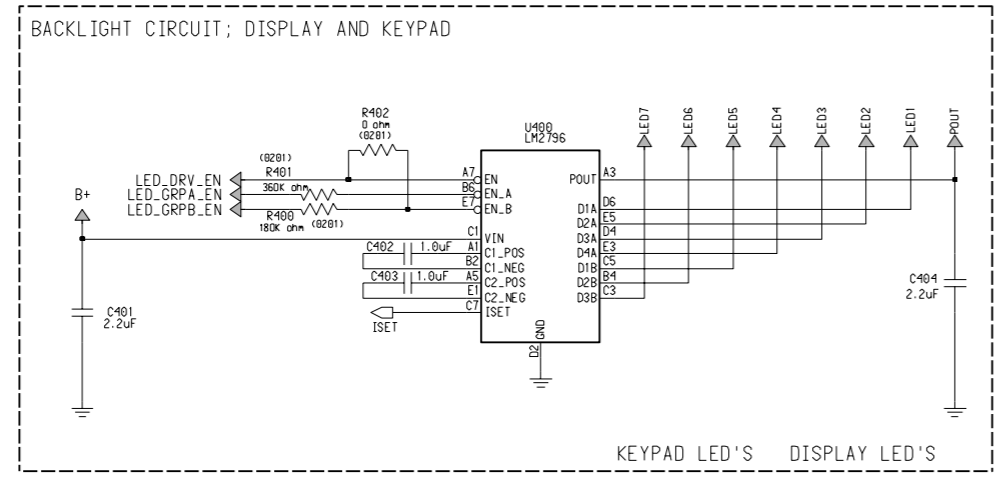 BACKLIGHT CIRCUIT; DISPLAY AND KEYPAD
R402
0 ohm
(0201)
U400
LM2796
LED7
LED6
LED5
LED4
LED3
LED2
LED1
POUT
(0201)
R401
360K ohm
LED_DRV_EN
LED_GRPA_EN
LED_GRPB_EN
R400
180K ohm
(0201)
B+
A7
B6
E7
C1
A1
B2
A5
E1
C7
EN
EN_A
EN_B
VIN
C1_POS
C1_NEG
C2_POS
C2_NEG
ISET
POUT
D1A
D2A
D3A
D4A
D1B
D2B
D3B
A3
D6
E5
D4
E3
C5
B4
C3
C402
1.0uF
C403
1.0uF
ISET
C401
2.2uF
C404
2.2uF
GND
D2
KEYPAD LED'S DISPLAY LED'S